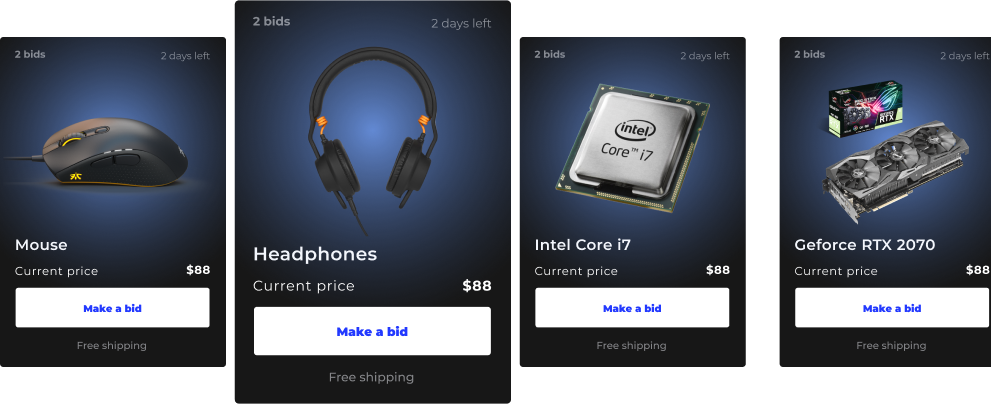 2 bids
2 days left
Mouse
Current price
$88
Make a bid
Free shipping
2 bids
2 days left
Headphones
Current price
$88
Make a bid
Free shipping
2 bids
2 days left
intel
Core™ i7
Intel Core i7
Current price
$88
Make a bid
Free shipping
2 bids
2 days left
RTX
Geforce RTX 2070
Current price
$88
Make a bid
Free shipping